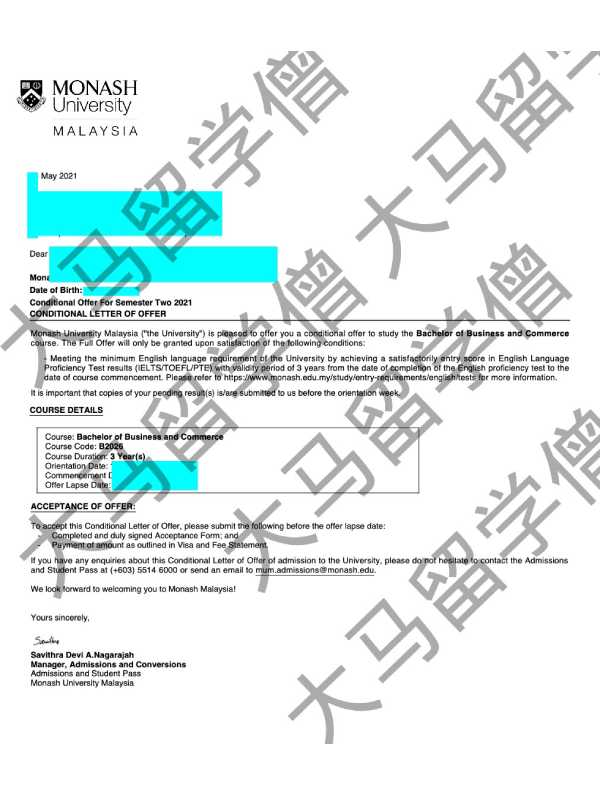 MONASH
University
MALAYSIA
May 2021
Dear
Mona
Date of Birth:
Conditional Offer For Semester Two 2021
CONDITIONAL LETTER OF OFFER
Monash University Malaysia ("the University") is pleased to offer you a conditional offer to study the Bachelor of Business and Commerce
course. The Full Offer will only be granted upon satisfaction of the following conditions:
- Meeting the minimum English language requirement of the University by achieving a satisfactorily entry score in English Language
Proficiency Test results (IELTS/TOEFL/PTE) with validity period of 3 years from the date of completion of the English proficiency test to the
date of course commencement. Please refer to https://www.monash.edu.my/study/entry-requirements/english/tests for more information.
It is important that copies of your pending result(s) is/are submitted to us before the orientation week.
COURSE DETAILS
Course: Bachelor of Business and Commerce
Course Code: B2026
Course Duration: 3 Year(s)
Orientation Date:
Commencement
Offer Lapse Date:
ACCEPTANCE OF OFFER:
To accept this Conditional Letter of Offer, please submit the following before the offer lapse date:
- Completed and duly signed Acceptance Form; and
- Payment of amount as outlined in Visa and Fee Statement.
If you have any enquiries about this Conditional Letter of Offer of admission to the University, please do not hesitate to contact the Admissions
and Student Pass at (+603) 5514 6000 or send an email to mum.admissions@monash.edu.
We look forward to welcoming you to Monash Malaysia!
Yours sincerely,
Savithra Devi A.Nagarajah
Manager, Admissions and Conversions
Admissions and Student Pass
Monash University Malaysia
大马留学僧
大马留学僧
大马留学僧
大马留学僧
大马留学僧